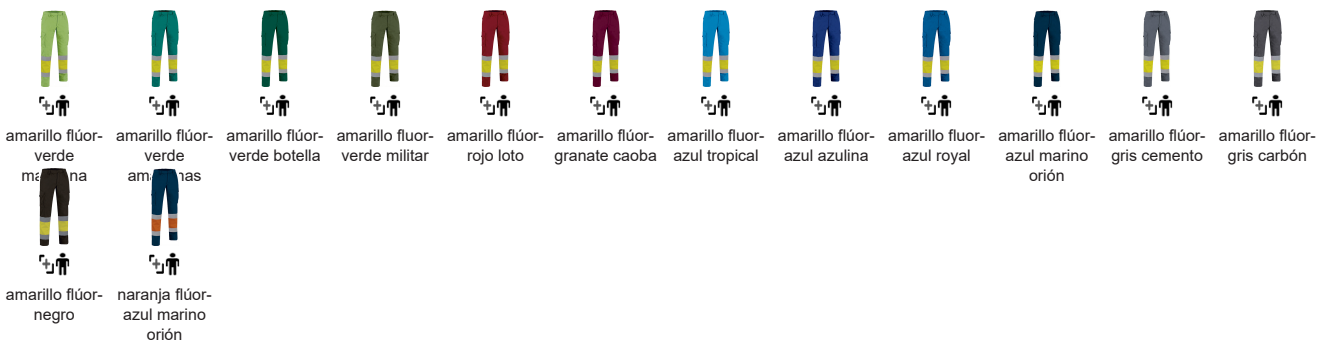 amarillo flúor-
verde
amarillo flúor-
verde
amarillo flúor-
verde botella
amarillo fluor-
verde militar
amarillo flúor-
rojo loto
amarillo flúor-
granate caoba
amarillo fluor-
azul tropical
amarillo flúor-
azul azulina
amarillo fluor-
azul royal
amarillo flúor-
azul marino
orión
amarillo flúor-
gris cemento
amarillo flúor-
gris carbón
amarillo flúor-
negro
naranja flúor-
azul marino
orión